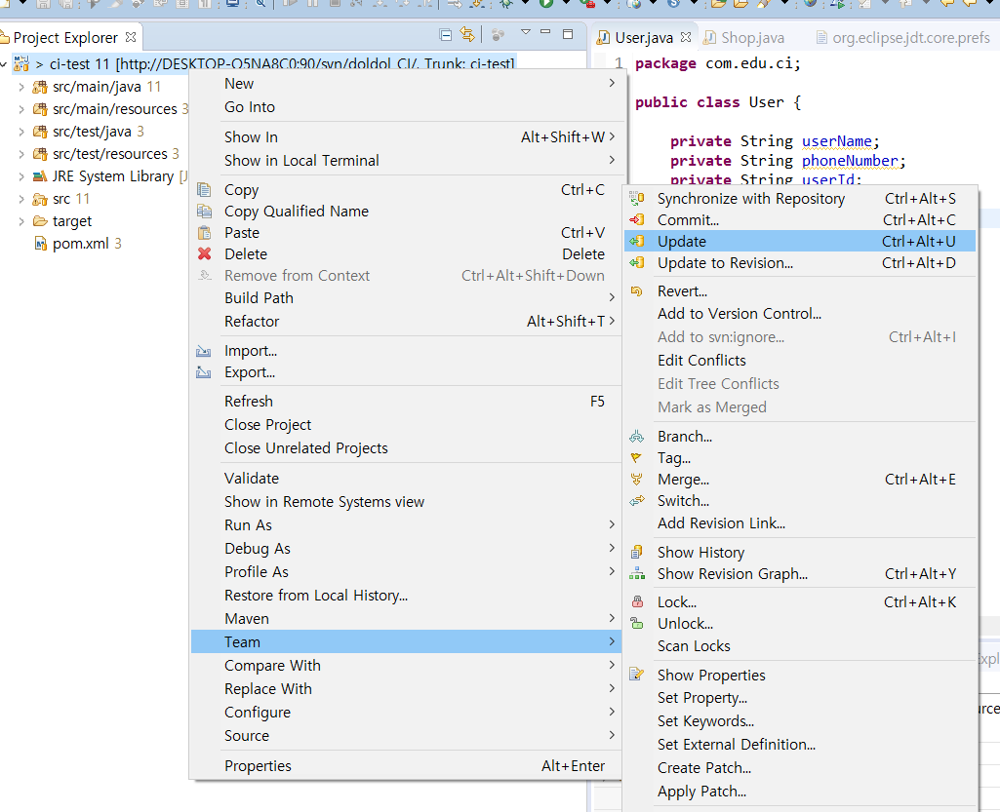 Project Explorer
> ci-test 11 [http://DESKTOP-O5NA8C0:90/svn/doldol_CI/, Trunk: ci-test]
src/main/java 11
src/main/resources 3
src/test/java 3
src/test/resources 3
JRE System Library [J
src 11
target
pom.xml 3
New
Go Into
Show In Alt+Shift+W
Show in Local Terminal
Copy Ctrl+C
Copy Qualified Name
Paste Ctrl+V
Delete Delete
Remove from Context Ctrl+Alt+Shift+Down
Build Path
Refactor Alt+Shift+T
Import...
Export...
Refresh F5
Close Project
Close Unrelated Projects
Validate
Show in Remote Systems view
Run As
Debug As
Profile As
Restore from Local History...
Maven
Team
Compare With
Replace With
Configure
Source
Properties Alt+Enter
User.java Shop.java org.eclipse.jdt.core.prefs
1 package com.edu.ci;
public class User {
private String userName;
private String phoneNumber;
private String userId;
Synchronize with Repository Ctrl+Alt+S
Commit... Ctrl+Alt+C
Update Ctrl+Alt+U
Update to Revision... Ctrl+Alt+D
Revert...
Add to Version Control...
Add to svn:ignore... Ctrl+Alt+I
Edit Conflicts
Edit Tree Conflicts
Mark as Merged
Branch...
Tag...
Merge... Ctrl+Alt+E
Switch...
Add Revision Link...
Show History
Show Revision Graph... Ctrl+Alt+Y
Lock... Ctrl+Alt+K
Unlock...
Scan Locks
Show Properties
Set Property...
Set Keywords...
Set External Definition...
Create Patch...
Apply Patch...